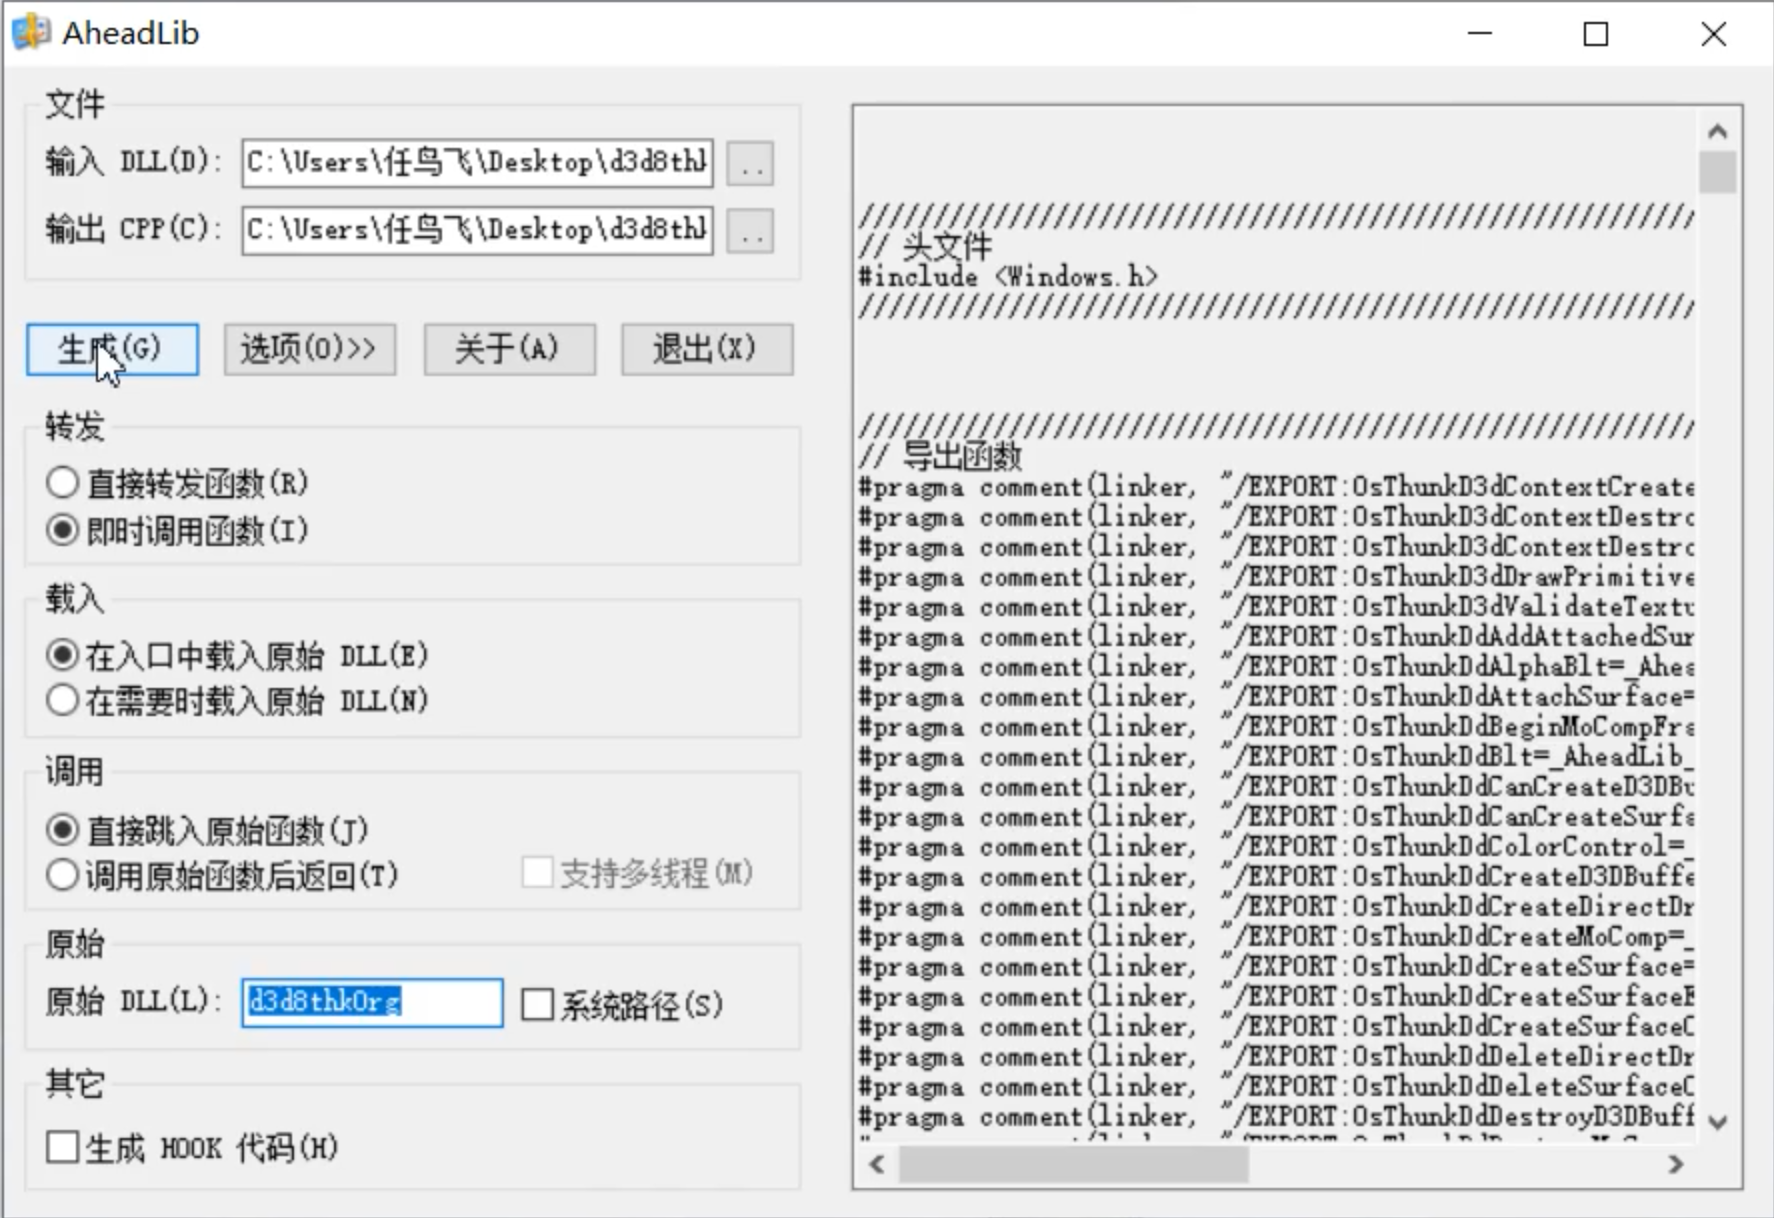 AheadLib
文件
输入 DLL(D): C:\Users\任鸟飞\Desktop\d3d8th ..
输出 CPP(C): C:\Users\任鸟飞\Desktop\d3d8th ..
生成(G) 选项(O)>> 关于(A) 退出(X)
转发
直接转发函数(R)
即时调用函数(I)
载入
在入口中载入原始 DLL(E)
在需要时载入原始 DLL(N)
调用
直接跳入原始函数(J)
调用原始函数后返回(T) 支持多线程(M)
原始
原始 DLL(L): d3d8thkOrg 系统路径(S)
其它
生成 HOOK 代码(H)
////////////////////////////////////////////////////////
// 头文件
#include <Windows.h>
////////////////////////////////////////////////////////
////////////////////////////////////////////////////////
// 导出函数
#pragma comment(linker, "/EXPORT:OsThunkD3dContextCreate
#pragma comment(linker, "/EXPORT:OsThunkD3dContextDestro
#pragma comment(linker, "/EXPORT:OsThunkD3dContextDestro
#pragma comment(linker, "/EXPORT:OsThunkD3dDrawPrimitive
#pragma comment(linker, "/EXPORT:OsThunkD3dValidateTextu
#pragma comment(linker, "/EXPORT:OsThunkDdAddAttachedSur
#pragma comment(linker, "/EXPORT:OsThunkDdAlphaBlt=_Ahea
#pragma comment(linker, "/EXPORT:OsThunkDdAttachSurface=
#pragma comment(linker, "/EXPORT:OsThunkDdBeginMoCompFra
#pragma comment(linker, "/EXPORT:OsThunkDdBlt=_AheadLib_
#pragma comment(linker, "/EXPORT:OsThunkDdCanCreateD3DBu
#pragma comment(linker, "/EXPORT:OsThunkDdCanCreateSurfa
#pragma comment(linker, "/EXPORT:OsThunkDdColorControl=_
#pragma comment(linker, "/EXPORT:OsThunkDdCreateD3DBuffe
#pragma comment(linker, "/EXPORT:OsThunkDdCreateDirectDr
#pragma comment(linker, "/EXPORT:OsThunkDdCreateMoComp=_
#pragma comment(linker, "/EXPORT:OsThunkDdCreateSurface=
#pragma comment(linker, "/EXPORT:OsThunkDdCreateSurfaceE
#pragma comment(linker, "/EXPORT:OsThunkDdCreateSurfaceO
#pragma comment(linker, "/EXPORT:OsThunkDdDeleteDirectDr
#pragma comment(linker, "/EXPORT:OsThunkDdDeleteSurfaceO
#pragma comment(linker, "/EXPORT:OsThunkDdDestroyD3DBuff